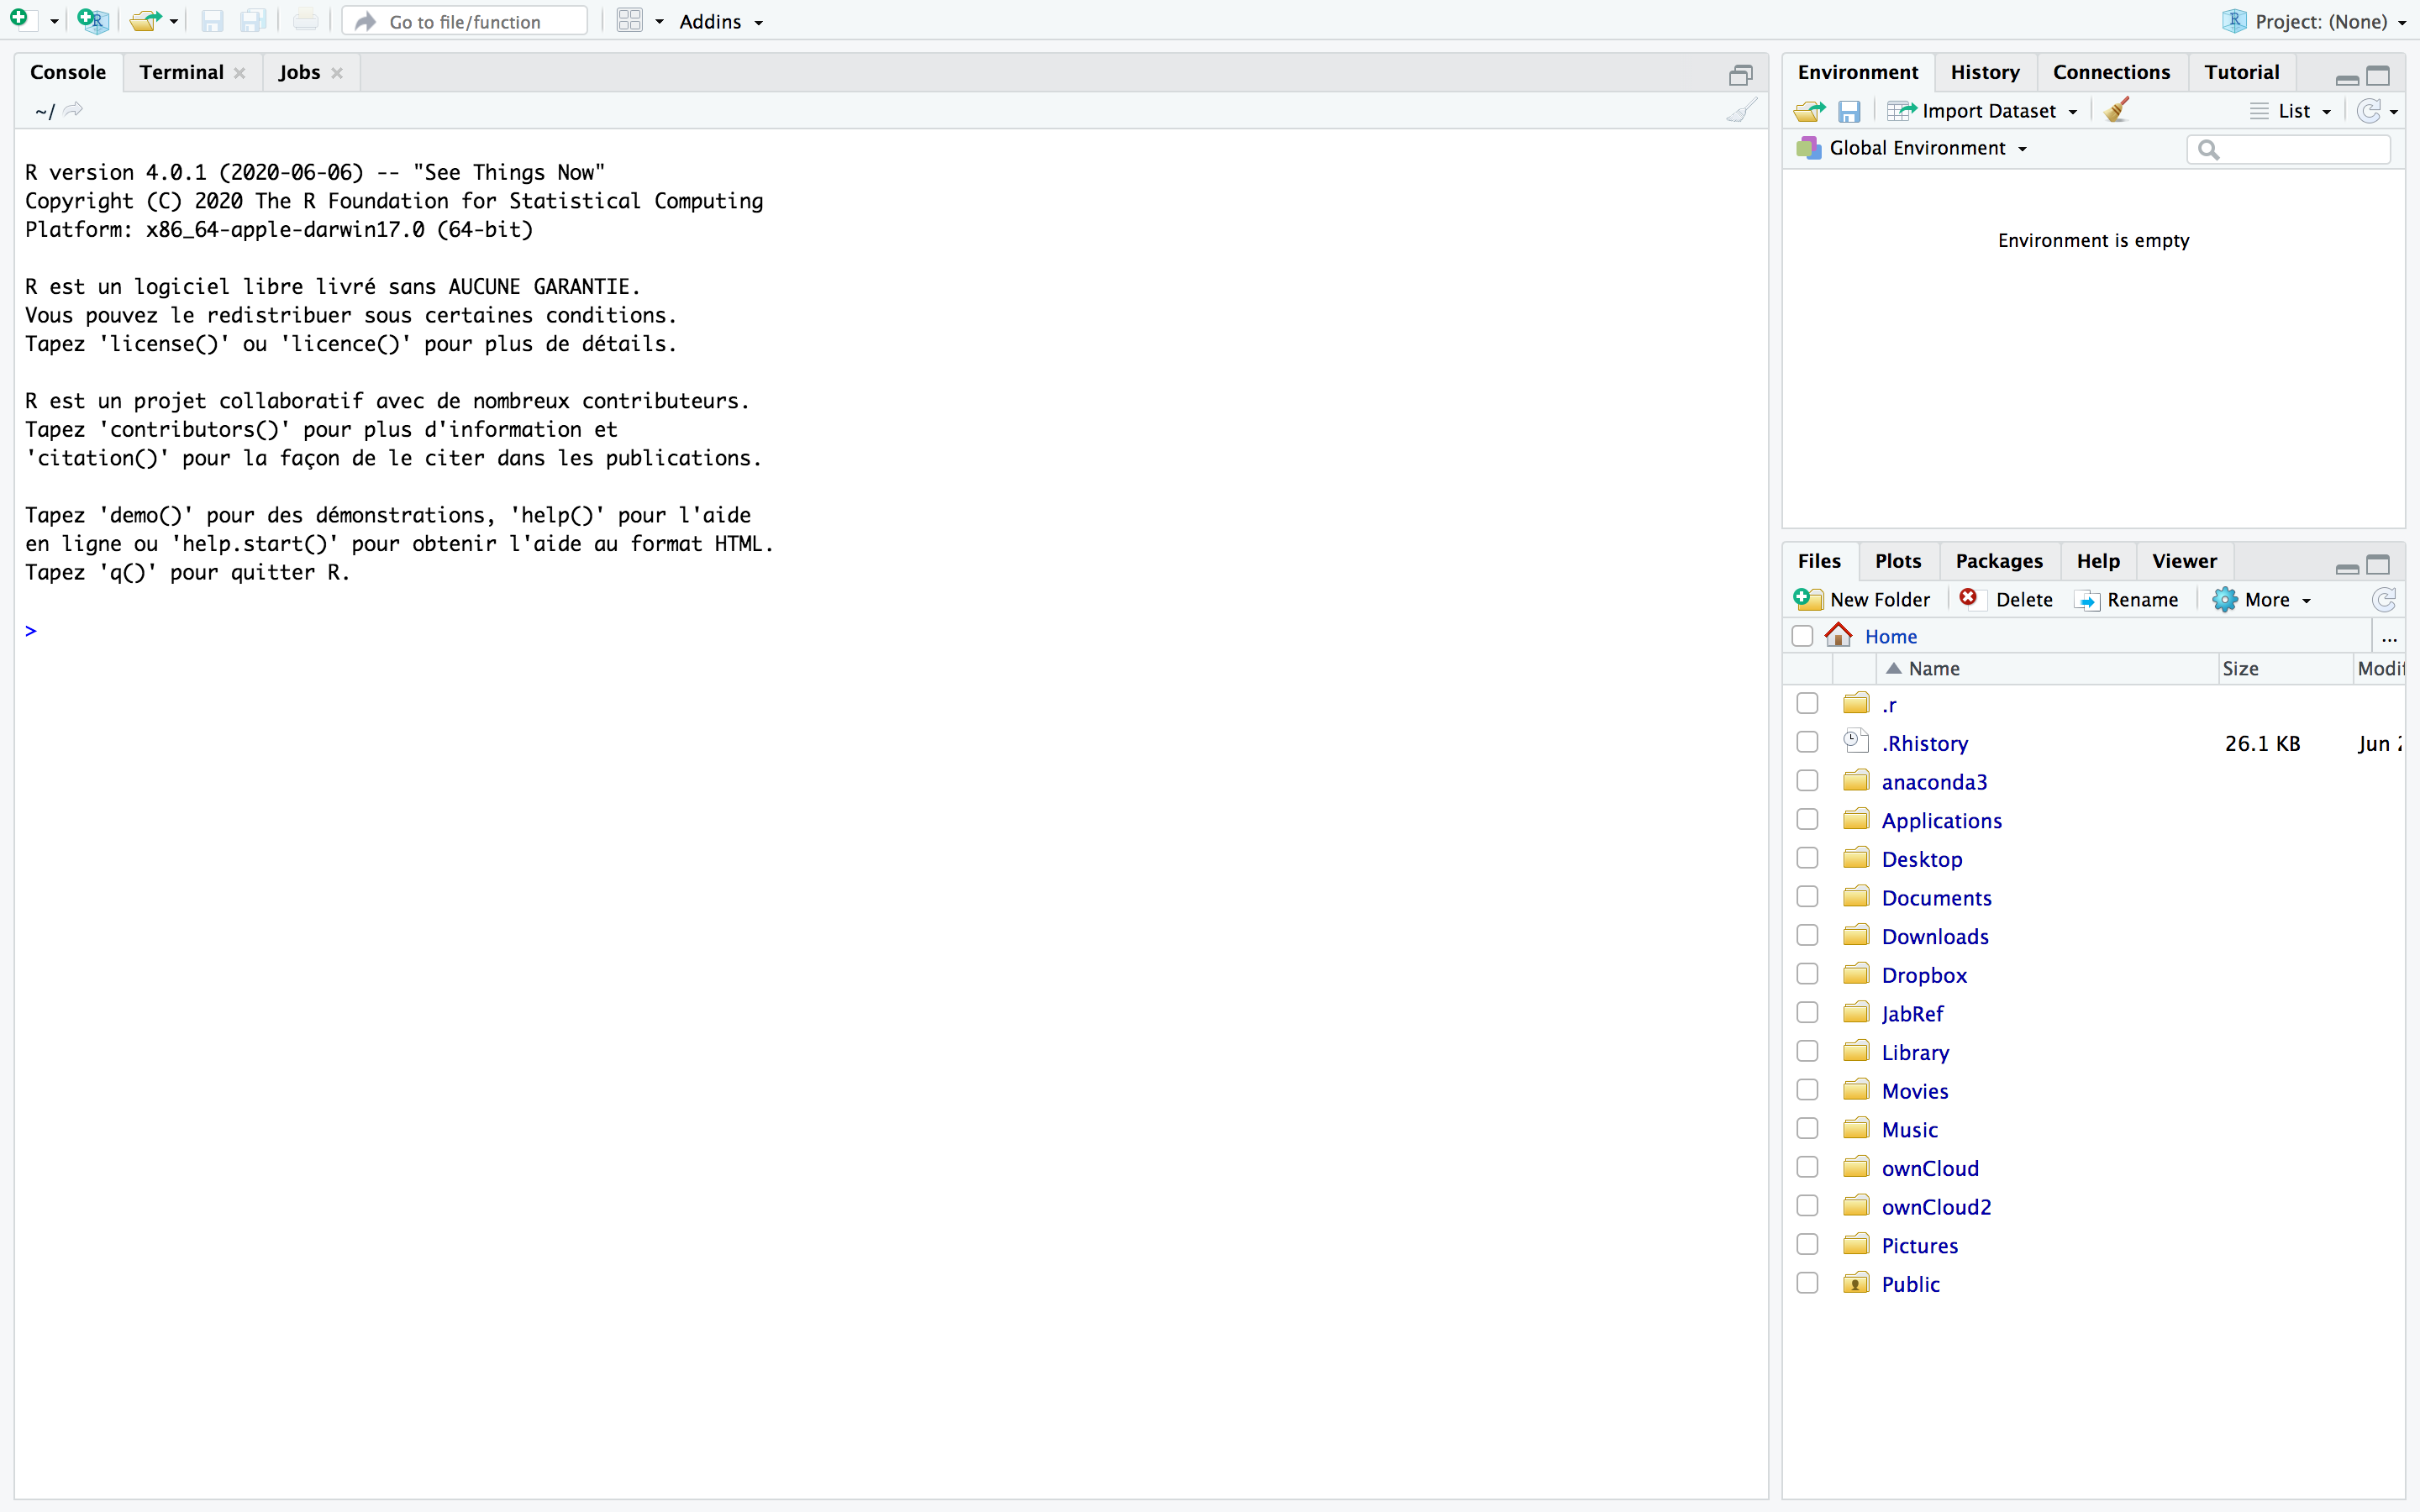 Go to file/function
Addins
Project: (None)
Console Terminal Jobs
~/
R version 4.0.1 (2020-06-06) -- "See Things Now"
Copyright (C) 2020 The R Foundation for Statistical Computing
Platform: x86_64-apple-darwin17.0 (64-bit)
R est un logiciel libre livré sans AUCUNE GARANTIE.
Vous pouvez le redistribuer sous certaines conditions.
Tapez 'license()' ou 'licence()' pour plus de détails.
R est un projet collaboratif avec de nombreux contributeurs.
Tapez 'contributors()' pour plus d'information et
'citation()' pour la façon de le citer dans les publications.
Tapez 'demo()' pour des démonstrations, 'help()' pour l'aide
en ligne ou 'help.start()' pour obtenir l'aide au format HTML.
Tapez 'q()' pour quitter R.
>
Environment History Connections Tutorial
Import Dataset List
Global Environment
Environment is empty
Files Plots Packages Help Viewer
New Folder Delete Rename More
Home ...
Name Size
.r
.Rhistory 26.1 KB Jun
anaconda3
Applications
Desktop
Documents
Downloads
Dropbox
JabRef
Library
Movies
Music
ownCloud
ownCloud2
Pictures
Public